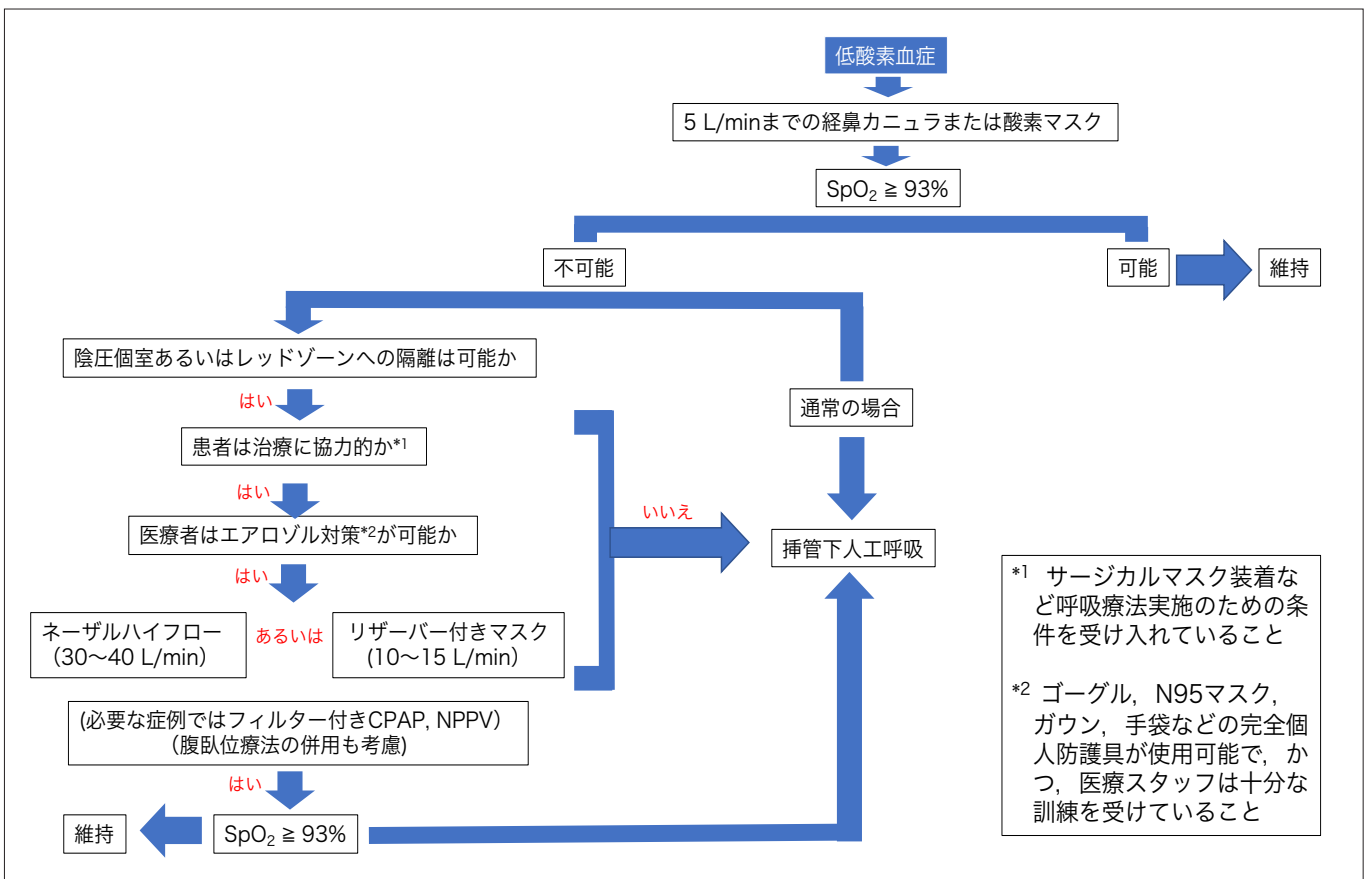 低酸素血症
5 L/minまでの経鼻カニュラまたは酸素マスク
SpO₂ ≧ 93%
不可能
可能
維持
陰圧個室あるいはレッドゾーンへの隔離は可能か
はい
通常の場合
患者は治療に協力的か*1
はい
いいえ
医療者はエアロゾル対策*2が可能か
挿管下人工呼吸
はい
ネーザルハイフロー
（30〜40 L/min）
あるいは
リザーバー付きマスク
(10〜15 L/min）
(必要な症例ではフィルター付きCPAP, NPPV）
（腹臥位療法の併用も考慮)
はい
維持
SpO₂ ≧ 93%
*1 サージカルマスク装着な
ど呼吸療法実施のための条
件を受け入れていること
*2 ゴーグル，N95マスク，
ガウン，手袋などの完全個
人防護具が使用可能で，か
つ，医療スタッフは十分な
訓練を受けていること